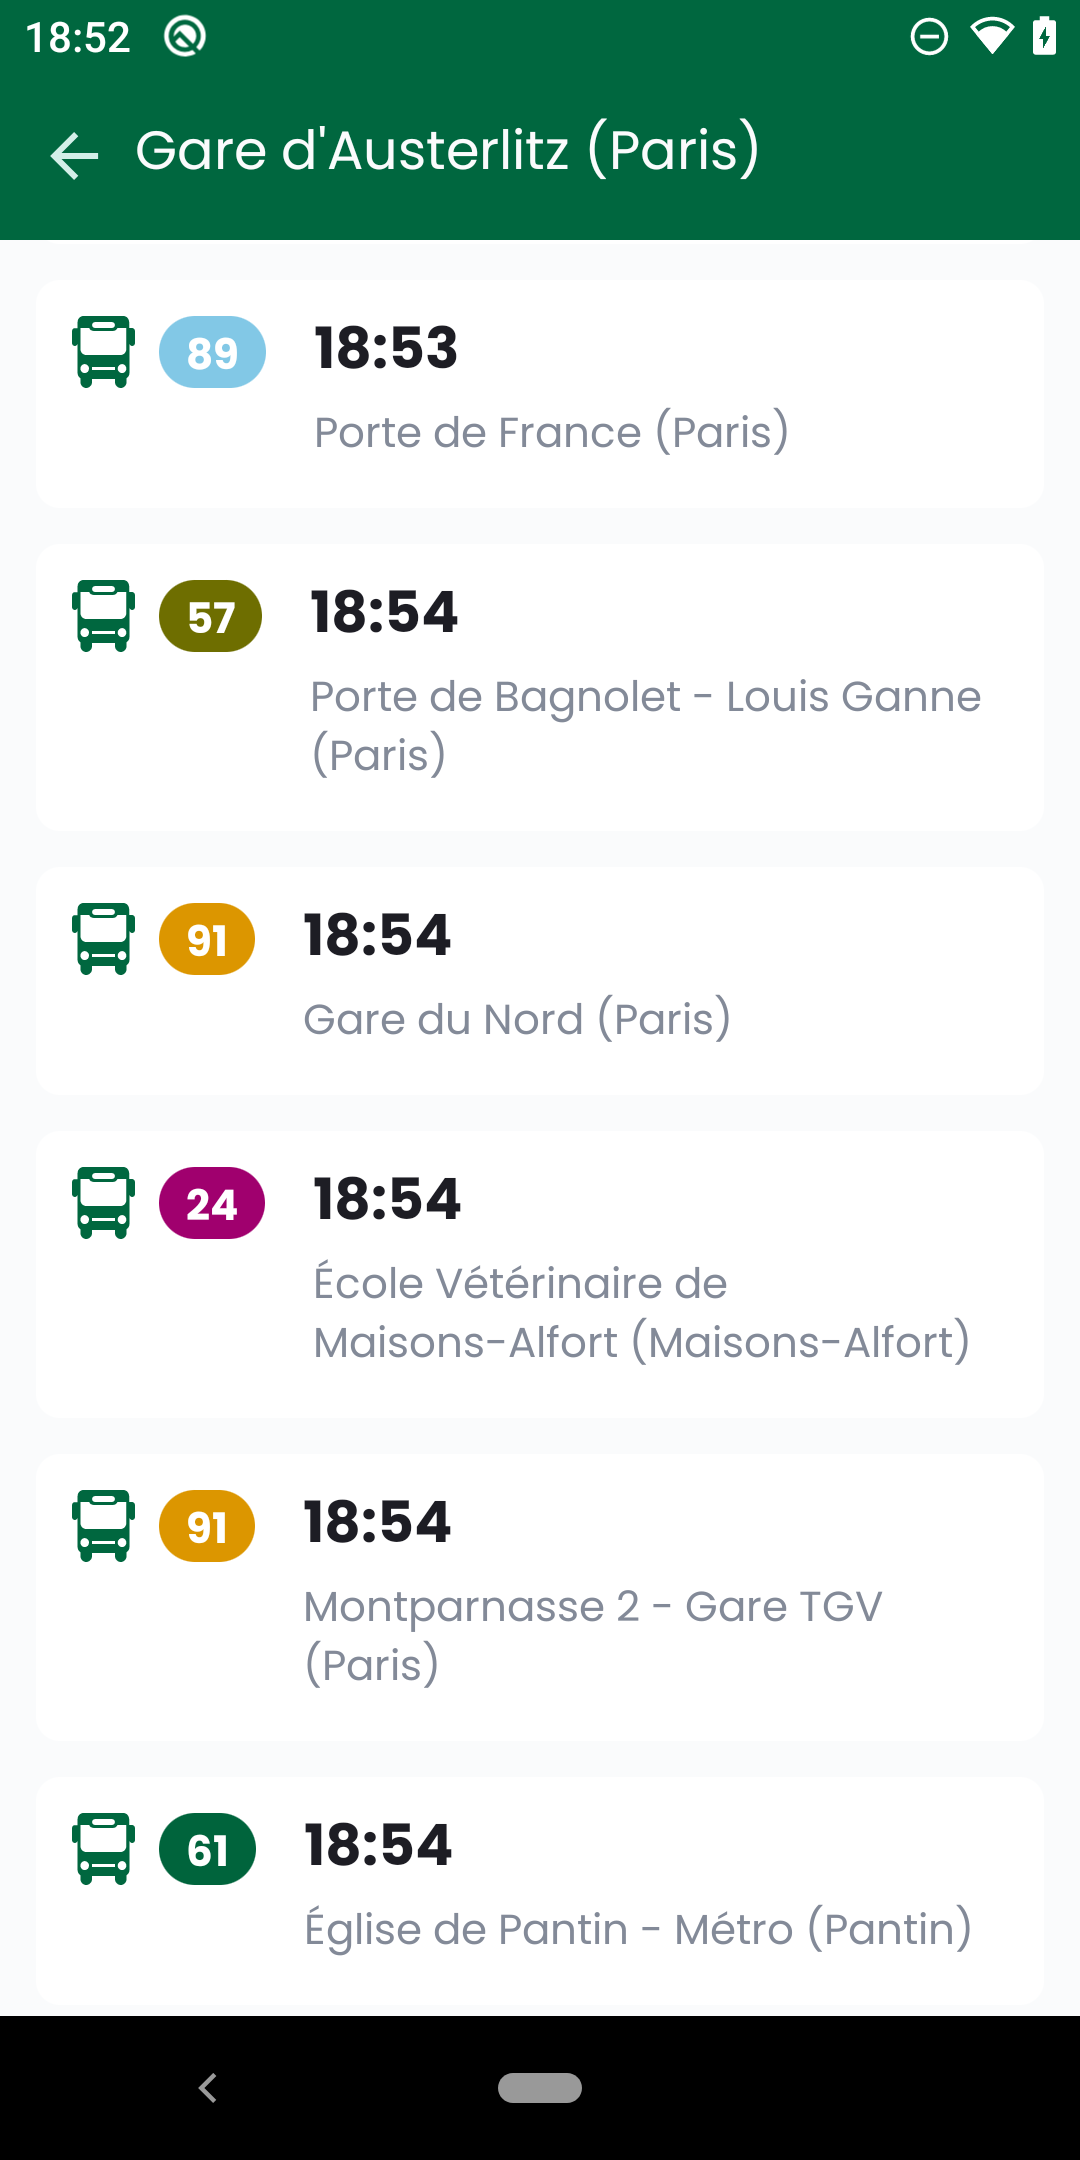 18:52
Gare d'Austerlitz (Paris)
89 18:53
Porte de France (Paris)
57 18:54
Porte de Bagnolet - Louis Ganne
(Paris)
91 18:54
Gare du Nord (Paris)
24 18:54
École Vétérinaire de
Maisons-Alfort (Maisons-Alfort)
91 18:54
Montparnasse 2 - Gare TGV
(Paris)
61 18:54
Église de Pantin - Métro (Pantin)